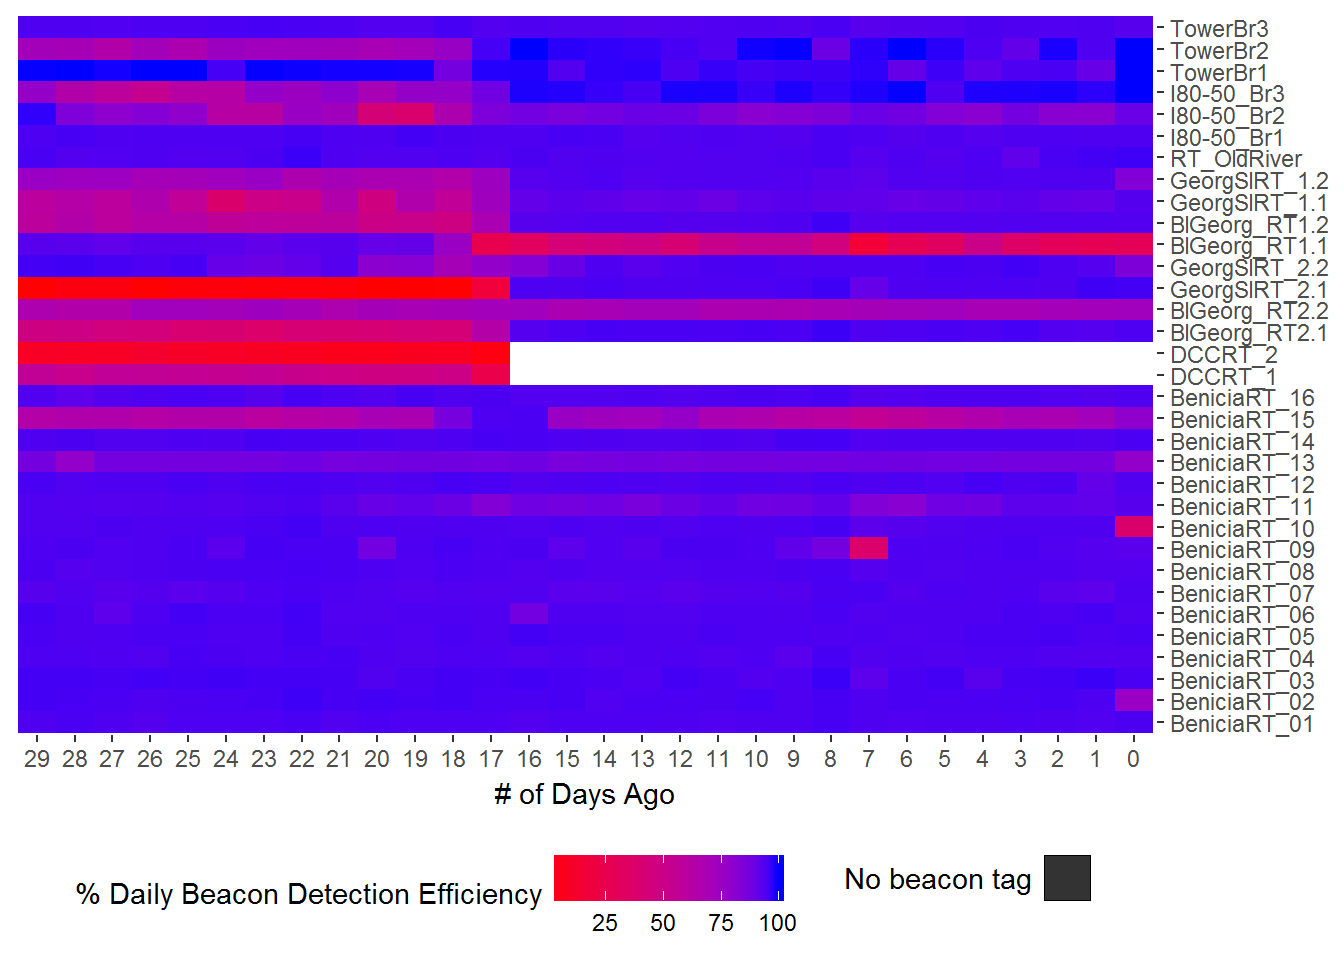 TowerBr3
TowerBr2
TowerBr1
I80-50_Br3
I80-50_Br2
I80-50_Br1
RT_OldRiver
GeorgSlRT_1.2
GeorgSlRT_1.1
BlGeorg_RT1.2
BlGeorg_RT1.1
GeorgSlRT_2.2
GeorgSlRT_2.1
BlGeorg_RT2.2
BlGeorg_RT2.1
DCCRT_2
DCCRT_1
BeniciaRT_16
BeniciaRT_15
BeniciaRT_14
BeniciaRT_13
BeniciaRT_12
BeniciaRT_11
BeniciaRT_10
BeniciaRT_09
BeniciaRT_08
BeniciaRT_07
BeniciaRT_06
BeniciaRT_05
BeniciaRT_04
BeniciaRT_03
BeniciaRT_02
BeniciaRT_01
29 28 27 26 25 24 23 22 21 20 19 18 17 16 15 14 13 12 11 10 9 8 7 6 5 4 3 2 1 0
# of Days Ago
% Daily Beacon Detection Efficiency
25 50 75 100
No beacon tag